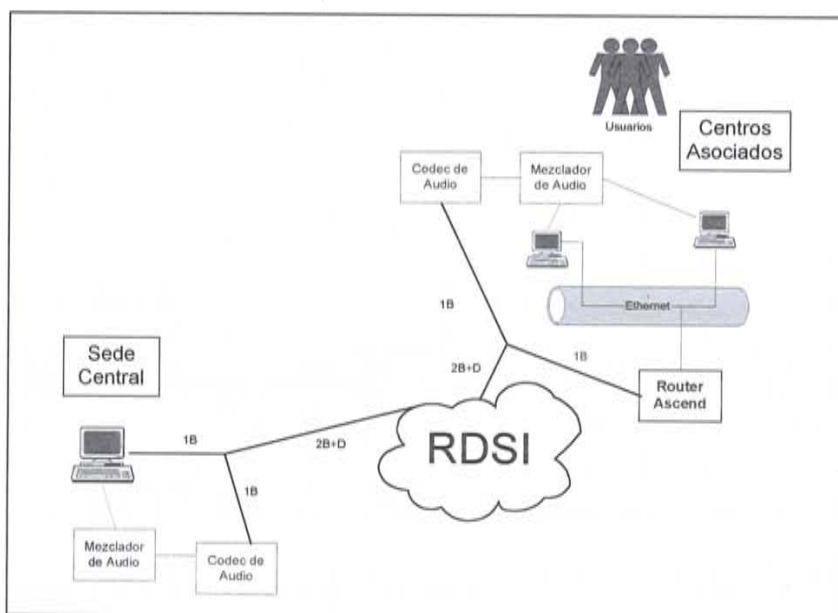 Usuarios
Centros
Asociados
Codec de
Audio
Mezclador
de Audio
1B
Ethernet
Sede
Central
2B+D
1B
Router
Ascend
1B
2B+D
RDSI
1B
Mezclador
de Audio
Codec de
Audio